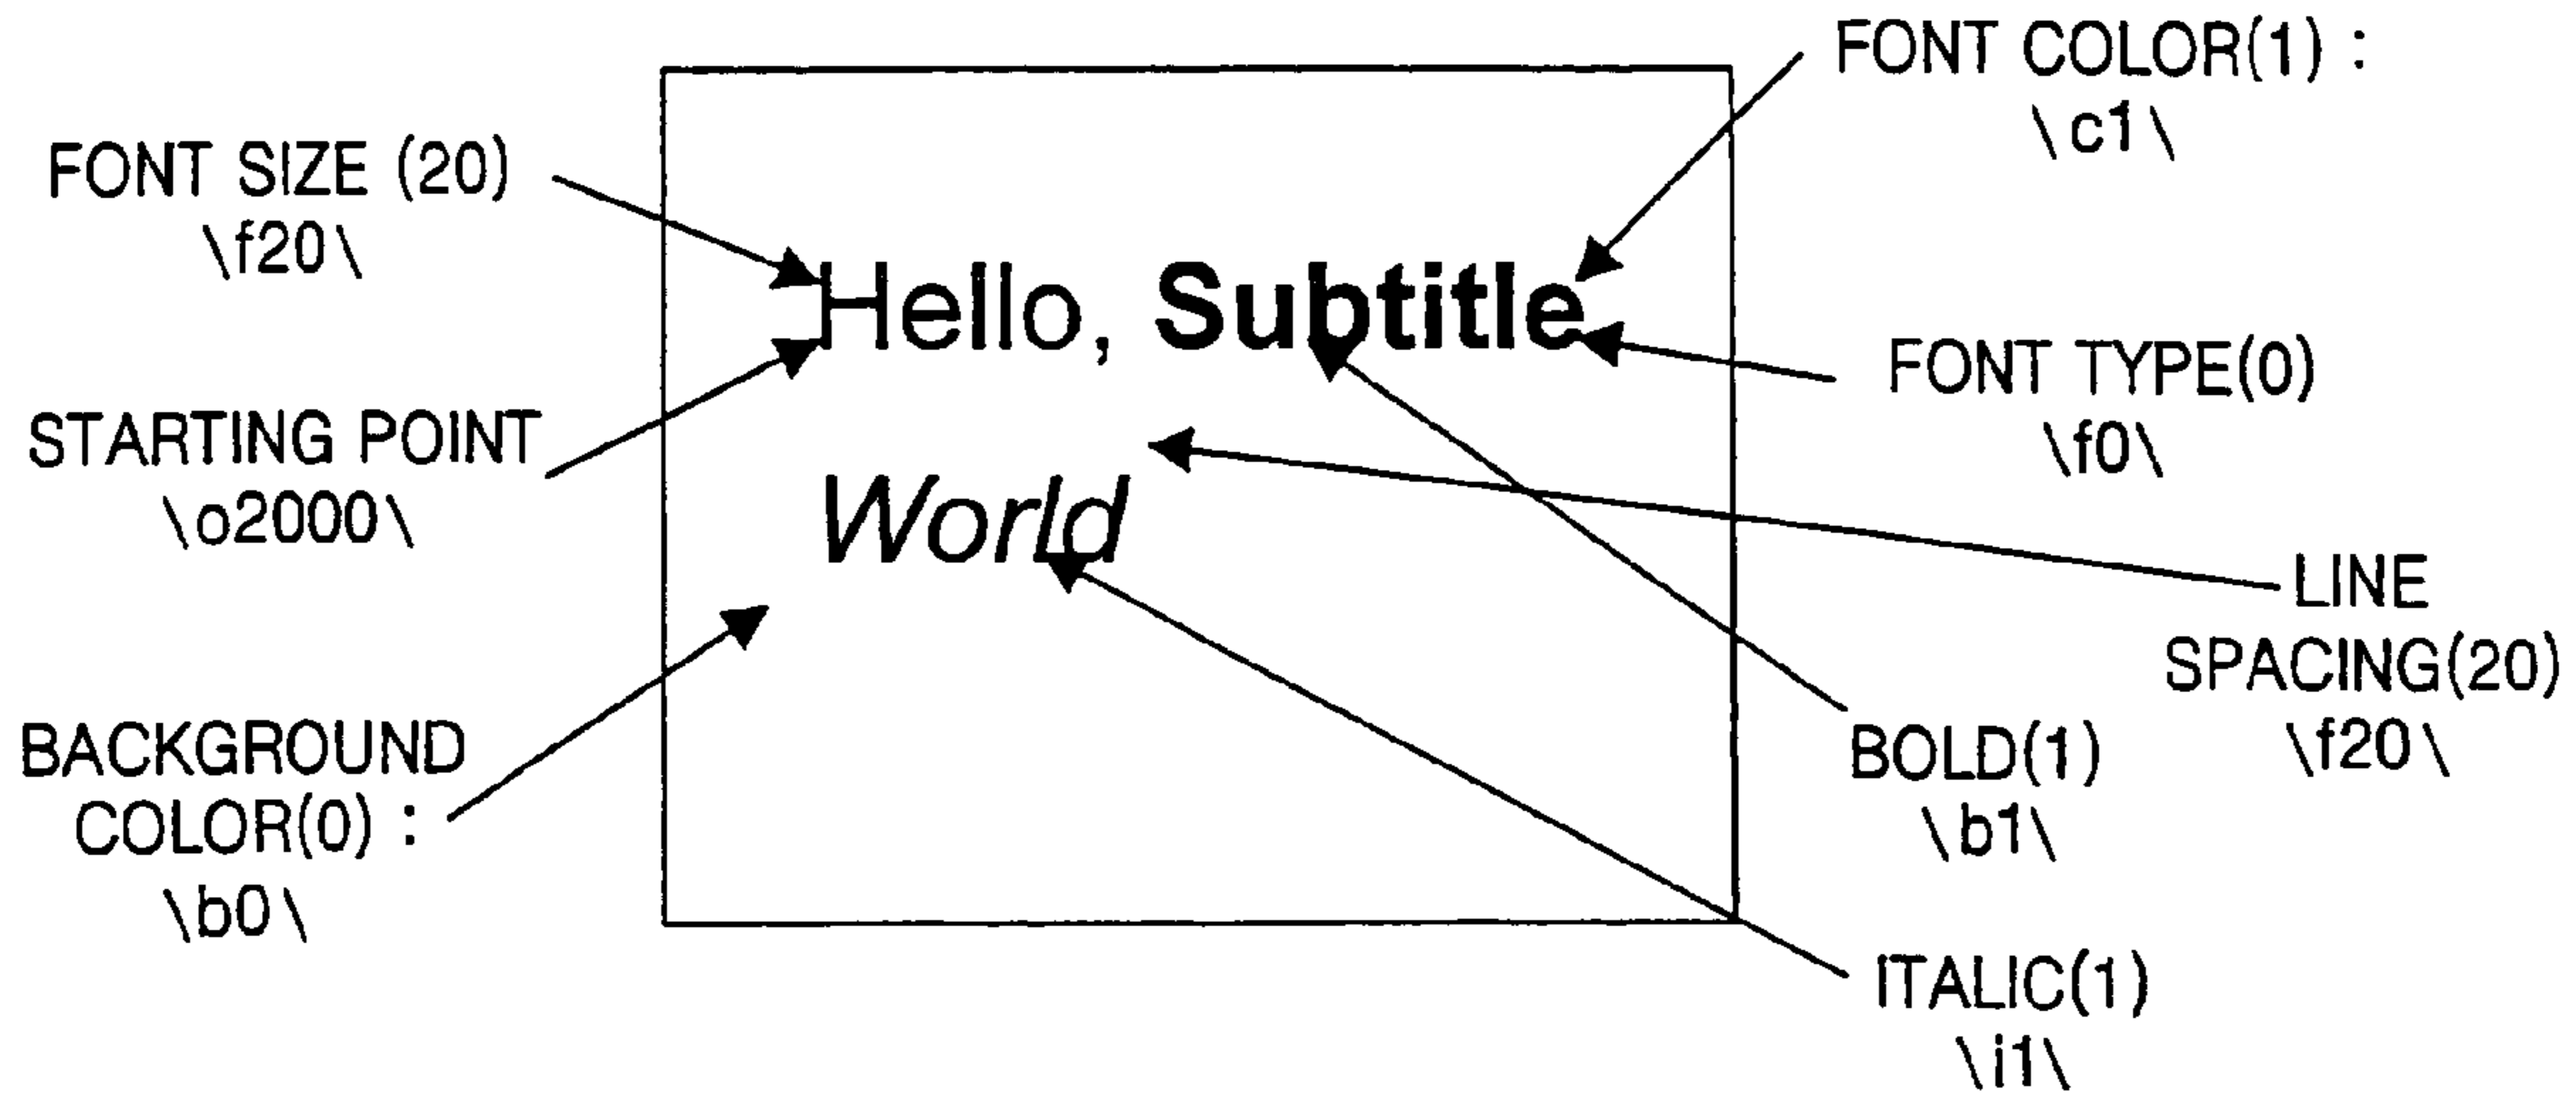 FONT SIZE (20)
\f20\
STARTING POINT
\o2000\
BACKGROUND
COLOR(0) :
\b0\
Hello, Subtitle
World
FONT COLOR(1) :
\c1\
FONT TYPE(0)
\f0\
LINE
SPACING(20)
\f20\
BOLD(1)
\b1\
ITALIC(1)
\i1\